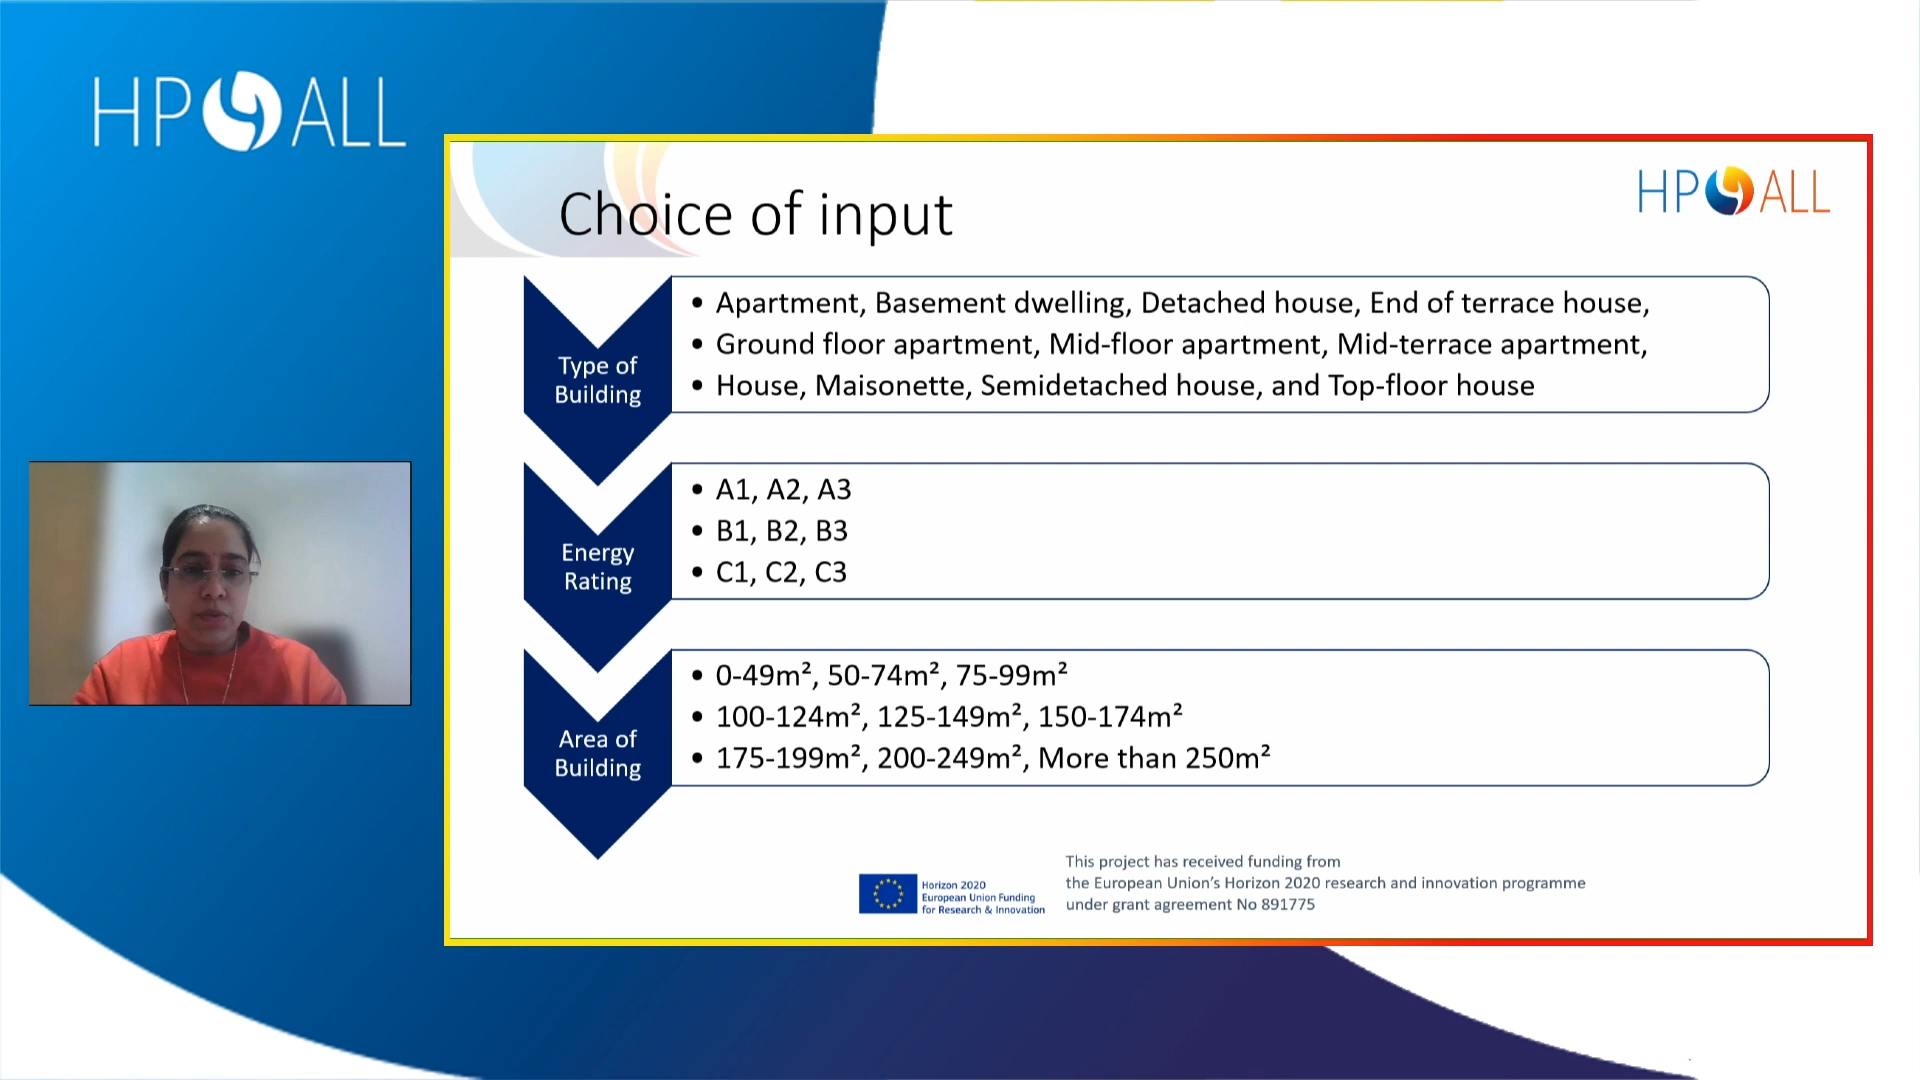 HP4ALL
HP4ALL
Choice of input
Type of
Building
• Apartment, Basement dwelling, Detached house, End of terrace house,
• Ground floor apartment, Mid-floor apartment, Mid-terrace apartment,
• House, Maisonette, Semidetached house, and Top-floor house
Energy
Rating
• A1, A2, A3
• B1, B2, B3
• C1, C2, C3
Area of
Building
• 0-49m², 50-74m², 75-99m²
• 100-124m², 125-149m², 150-174m²
• 175-199m², 200-249m², More than 250m²
Horizon 2020
European Union Funding
for Research & Innovation
This project has received funding from
the European Union’s Horizon 2020 research and innovation programme
under grant agreement No 891775